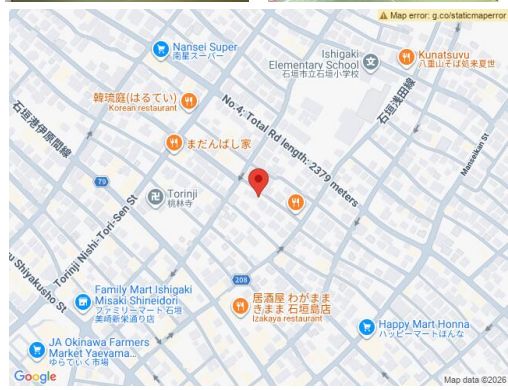 Map error: g.co/staticmaperror
Nansei Super
南星スーパー
Ishigaki
Elementary School
石垣市立石垣小学校
Kunatsuyu
八重山そば処来夏世
韓琉庭(はるてい)
Korean restaurant
No.4, Total Rd length: 2379 meters
石垣浅田線
石垣港伊原間線
まだんばし家
Manseikan St
79
Torinji
桃林寺
Torinji Nishi-Tori-Sen St
u Shiyakusho St
208
Family Mart Ishigaki
Misaki Shineidori
ファミリーマート 石垣
美崎新栄通り店
居酒屋 わがまま
きまま 石垣島店
Izakaya restaurant
Happy Mart Honna
ハッピーマートほんな
JA Okinawa Farmers
Market Yaeyama...
ゆらてぃく市場
Google
Map data ©2026